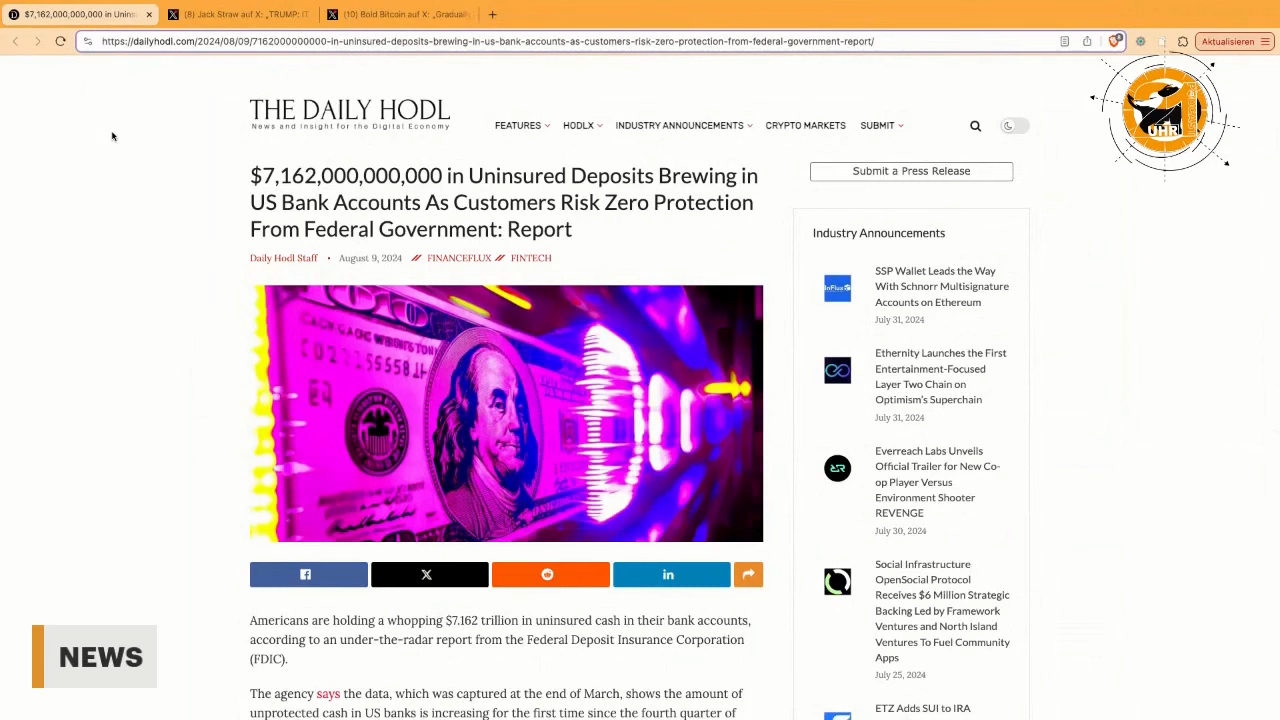 $7,162,000,000,000 in Unins
(8) Jack Straw auf X: „TRUMP: IT
(10) Bold Bitcoin auf X: „Gradually
https://dailyhodl.com/2024/08/09/7162000000000-in-uninsured-deposits-brewing-in-us-bank-accounts-as-customers-risk-zero-protection-from-federal-government-report/
Aktualisieren
THE DAILY HODL
News and Insight for the Digital Economy
FEATURES HODLX INDUSTRY ANNOUNCEMENTS CRYPTO MARKETS SUBMIT
UHR
$7,162,000,000,000 in Uninsured Deposits Brewing in
US Bank Accounts As Customers Risk Zero Protection
From Federal Government: Report
Daily Hodl Staff • August 9, 2024 // FINANCEFLUX // FINTECH
Submit a Press Release
Industry Announcements
SSP Wallet Leads the Way
With Schnorr Multisignature
Accounts on Ethereum
July 31, 2024
Ethernity Launches the First
Entertainment-Focused
Layer Two Chain on
Optimism's Superchain
July 31, 2024
Everreach Labs Unveils
Official Trailer for New Co-
op Player Versus
Environment Shooter
REVENGE
July 30, 2024
Social Infrastructure
OpenSocial Protocol
Receives $6 Million Strategic
Backing Led by Framework
Ventures and North Island
Ventures To Fuel Community
Apps
July 25, 2024
ETZ Adds SUI to IRA
Americans are holding a whopping $7.162 trillion in uninsured cash in their bank accounts,
according to an under-the-radar report from the Federal Deposit Insurance Corporation
(FDIC).
The agency says the data, which was captured at the end of March, shows the amount of
unprotected cash in US banks is increasing for the first time since the fourth quarter of
NEWS